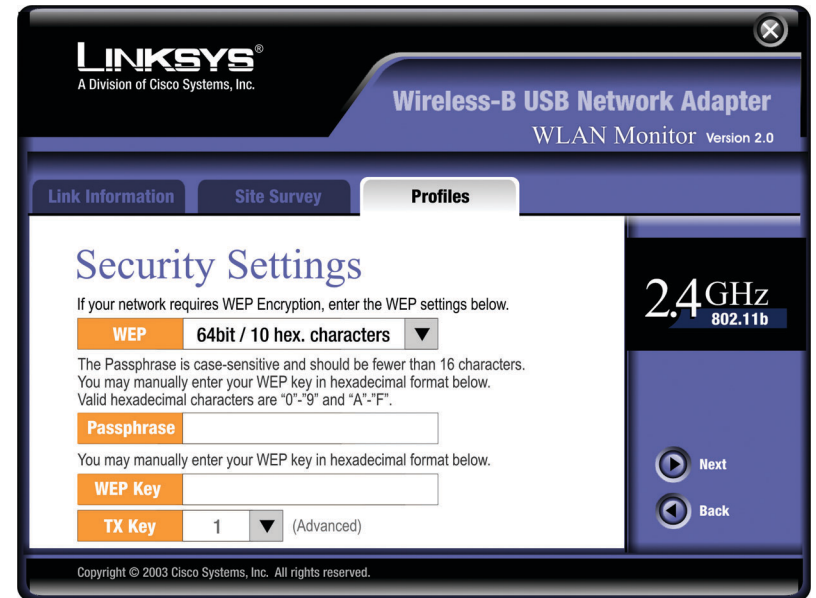 LINKSYS®
A Division of Cisco Systems, Inc.
Wireless-B USB Network Adapter
WLAN Monitor Version 2.0
Link Information
Site Survey
Profiles
Security Settings
If your network requires WEP Encryption, enter the WEP settings below.
WEP 64bit / 10 hex. characters
The Passphrase is case-sensitive and should be fewer than 16 characters.
You may manually enter your WEP key in hexadecimal format below.
Valid hexadecimal characters are “0”-”9” and “A”-”F”.
Passphrase
You may manually enter your WEP key in hexadecimal format below.
WEP Key
TX Key 1 (Advanced)
2.4GHz
802.11b
Next
Back
Copyright © 2003 Cisco Systems, Inc. All rights reserved.